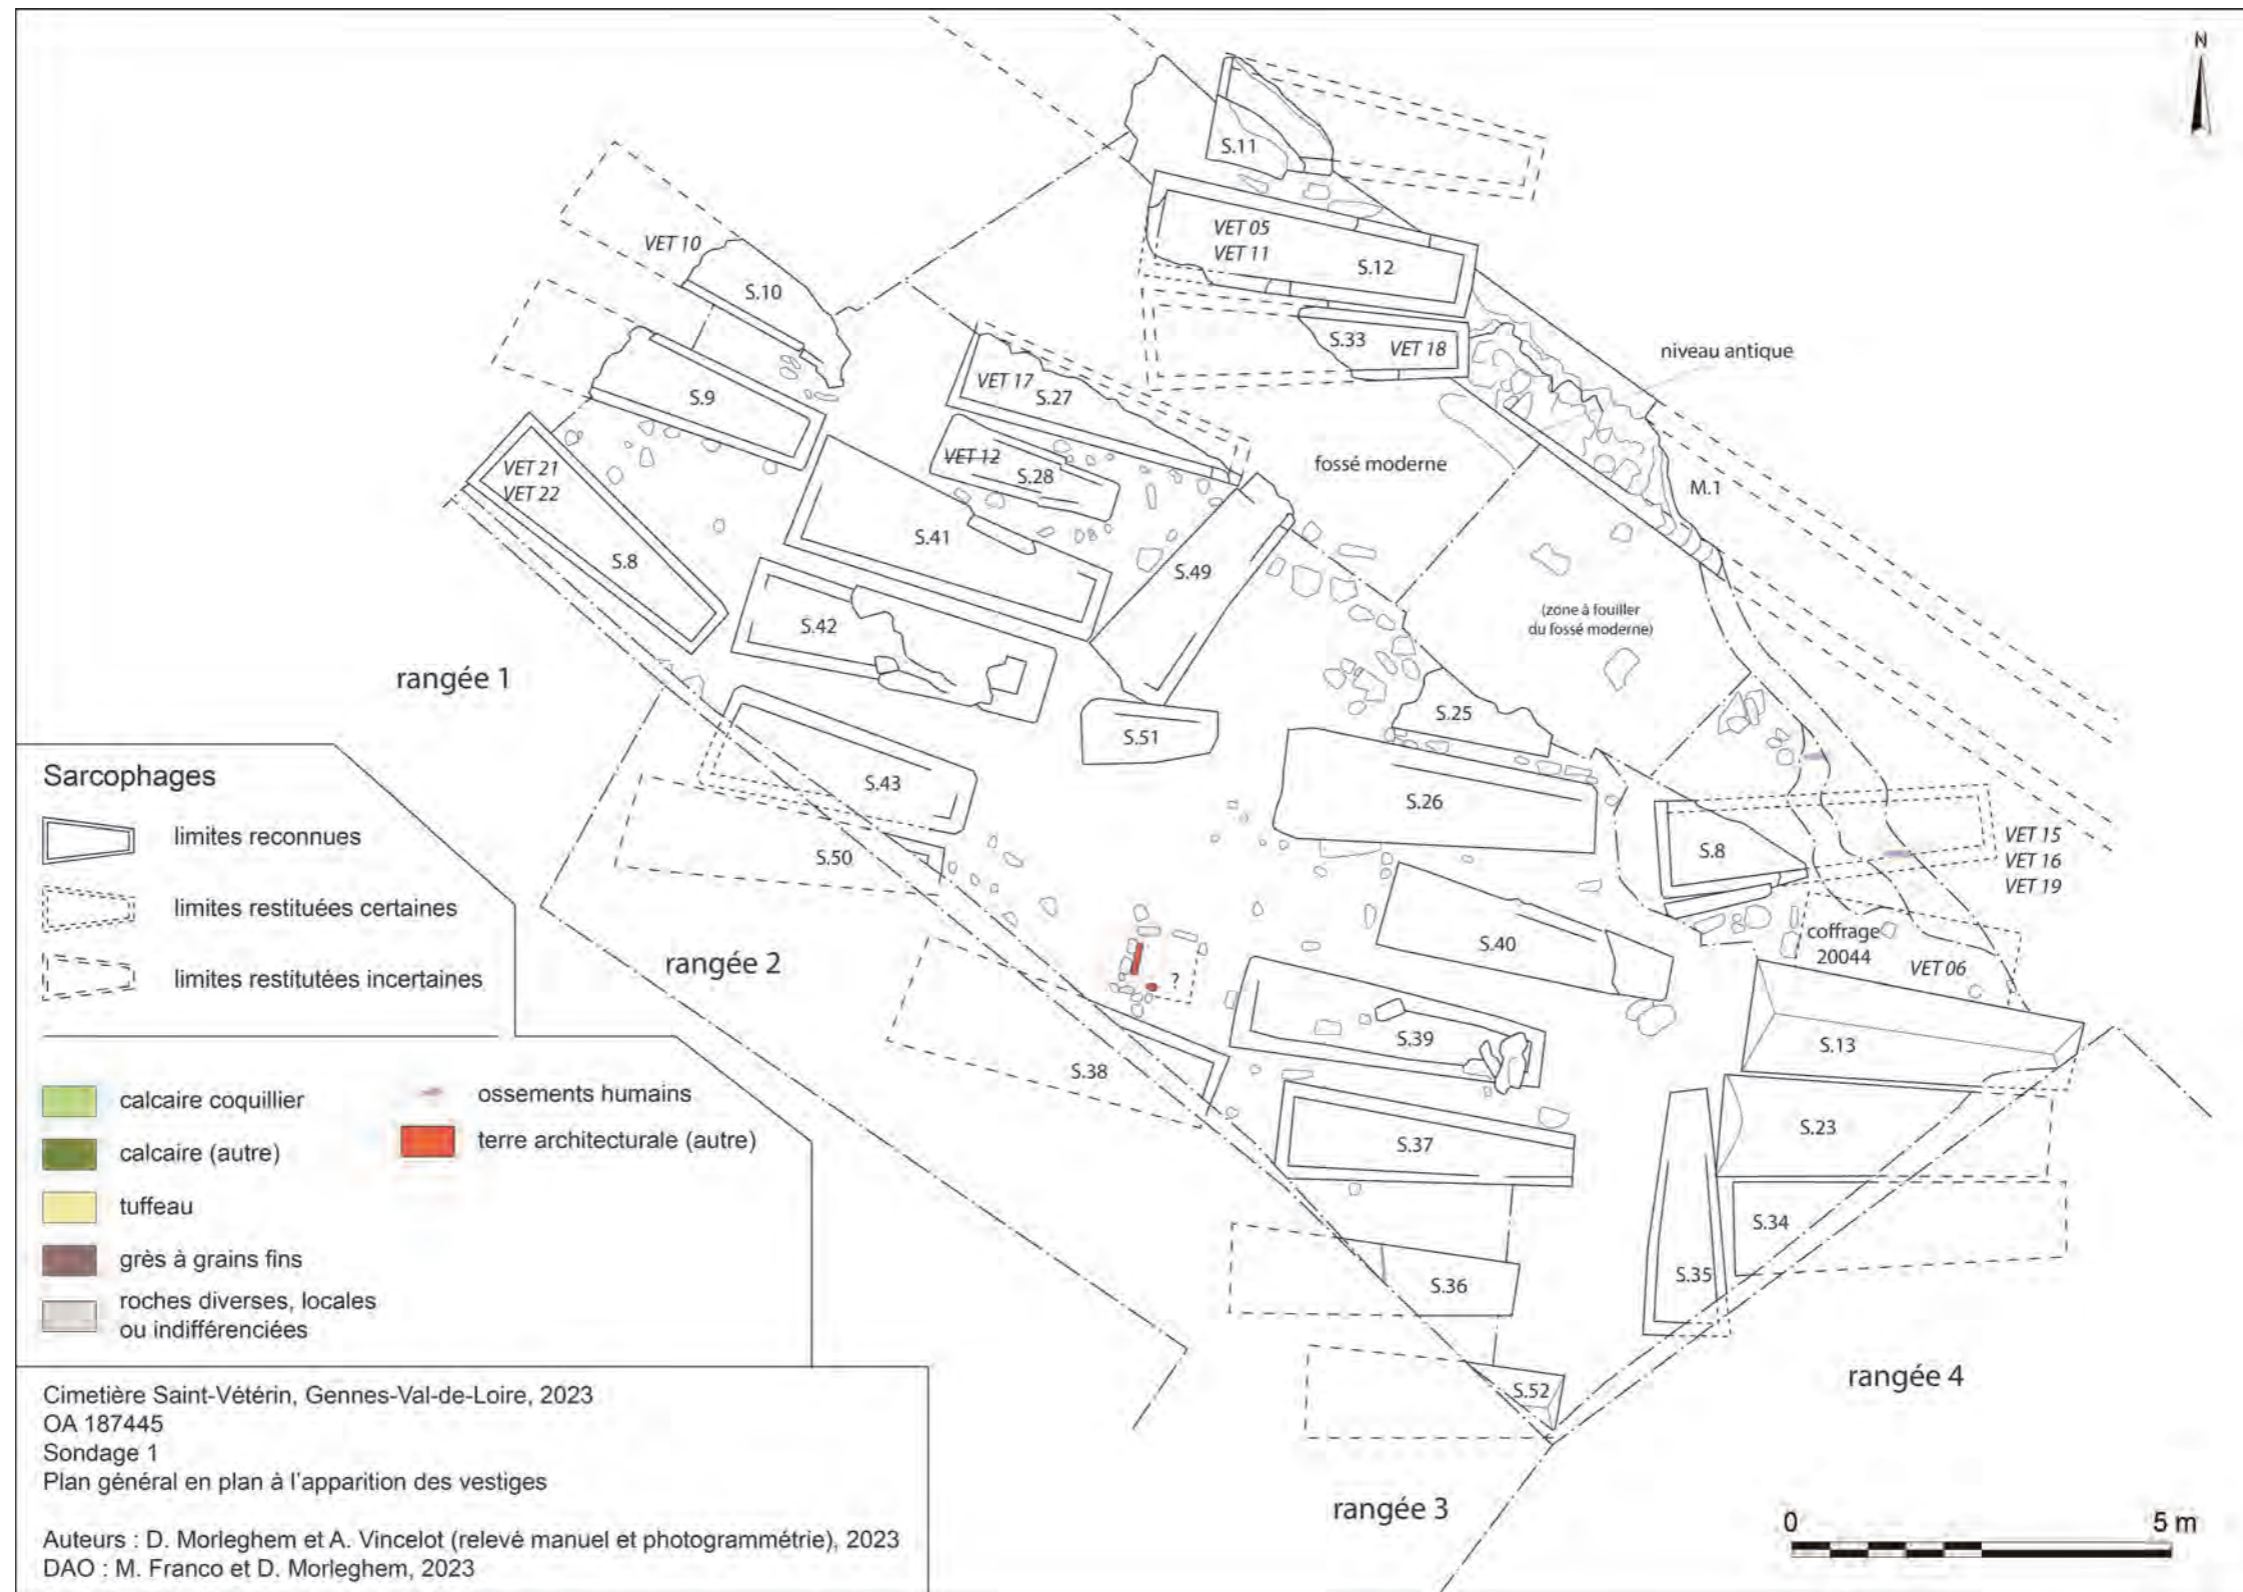 N
S.11
VET 05
VET 11
S.12
VET 10
S.10
S.33
VET 18
niveau antique
VET 17
S.27
S.9
VET 12
S.28
fossé moderne
VET 21
VET 22
M.1
S.41
S.8
S.49
(zone à fouiller
du fossé moderne)
S.42
rangée 1
S.25
S.51
S.43
S.26
S.8
VET 15
VET 16
VET 19
S.50
coffrage
20044
VET 06
S.40
rangée 2
?
S.39
S.13
S.38
S.37
S.23
S.34
S.36
S.35
rangée 4
S.52
rangée 3
Sarcophages
limites reconnues
limites restituées certaines
limites restitutées incertaines
calcaire coquillier
calcaire (autre)
tuffeau
grès à grains fins
roches diverses, locales
ou indifférenciées
ossements humains
terre architecturale (autre)
Cimetière Saint-Vétérin, Gennes-Val-de-Loire, 2023
OA 187445
Sondage 1
Plan général en plan à l'apparition des vestiges
Auteurs : D. Morleghem et A. Vincelot (relevé manuel et photogrammétrie), 2023
DAO : M. Franco et D. Morleghem, 2023
0 5 m